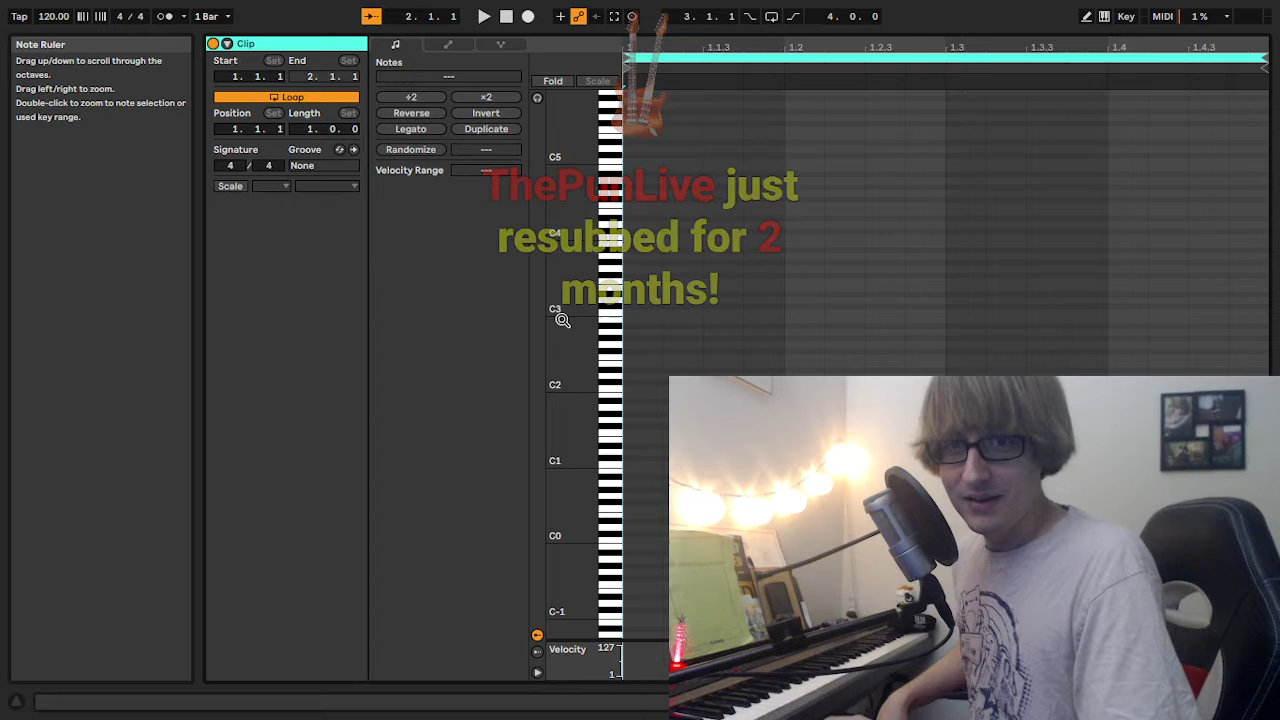 Tap 120.00 4 / 4 1 Bar 2. 1. 1 3. 1. 1 4. 0. 0 Key MIDI 1 %
Note Ruler
Drag up/down to scroll through the
octaves.
Drag left/right to zoom.
Double-click to zoom to note selection or
used key range.
Clip
Start Set End Set
1. 1. 1 2. 1. 1
Loop
Position Set Length Set
1. 1. 1 1. 0. 0
Signature Groove
4 / 4 None
Scale
Notes
---
÷2 ×2
Reverse Invert
Legato Duplicate
Randomize ---
Velocity Range ---
Fold Scale
1 1.1.3 1.2 1.2.3 1.3 1.3.3 1.4 1.4.3
C5
C4
C3
C2
C1
C0
C-1
Velocity 127
1
ThePunLive just
resubbed for 2
months!